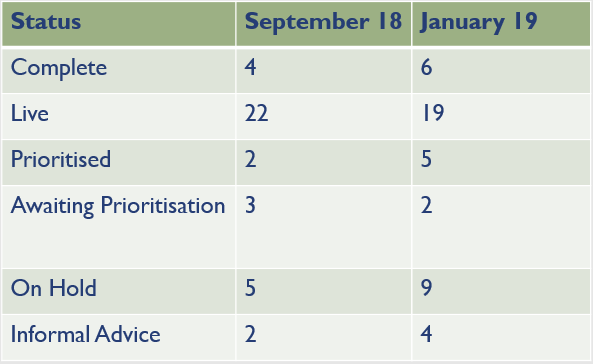 Status September 18 January 19
Complete 4 6
Live 22 19
Prioritised 2 5
Awaiting Prioritisation 3 2
On Hold 5 9
Informal Advice 2 4